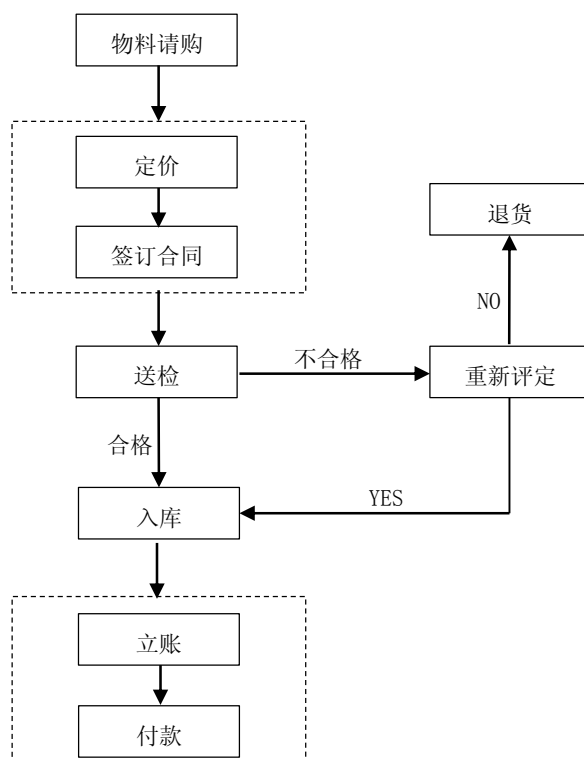 物料请购
定价
退货
签订合同
NO
不合格
送检
重新评定
合格
YES
入库
立账
付款